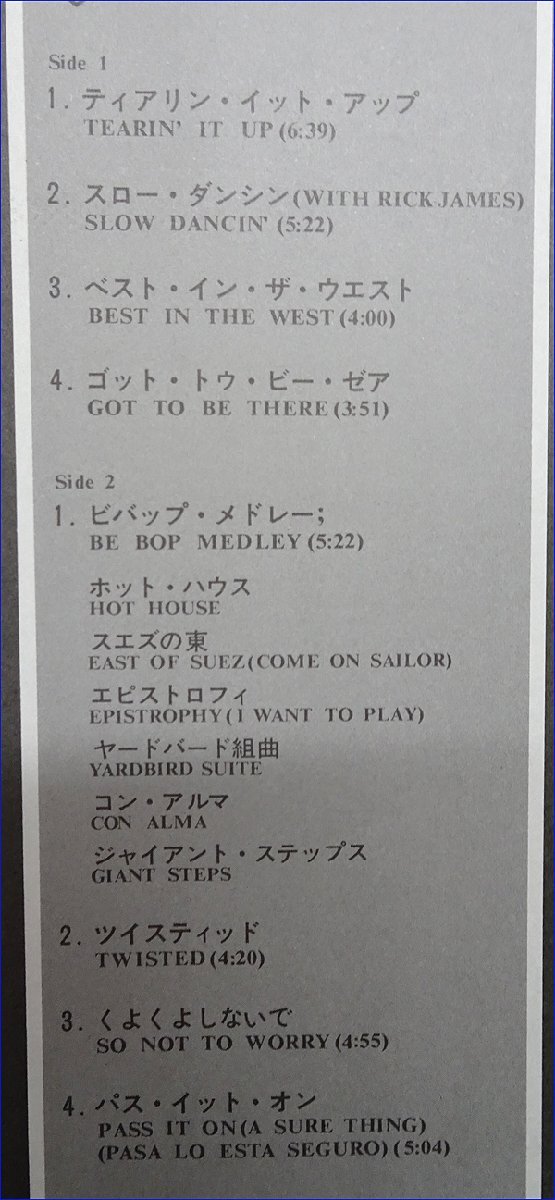 Side 1
1. ティアリン・イット・アップ
TEARIN' IT UP (6:39)
2. スロー・ダンシン(WITH RICK JAMES)
SLOW DANCIN' (5:22)
3. ベスト・イン・ザ・ウエスト
BEST IN THE WEST (4:00)
4. ゴット・トゥ・ビー・ゼア
GOT TO BE THERE (3:51)
Side 2
1. ビバップ・メドレー;
BE BOP MEDLEY (5:22)
ホット・ハウス
HOT HOUSE
スエズの東
EAST OF SUEZ (COME ON SAILOR)
エピストロフィ
EPISTROPHY (I WANT TO PLAY)
ヤードバード組曲
YARDBIRD SUITE
コン・アルマ
CON ALMA
ジャイアント・ステップス
GIANT STEPS
2. ツイスティッド
TWISTED (4:20)
3. くよくよしないで
SO NOT TO WORRY (4:55)
4. パス・イット・オン
PASS IT ON (A SURE THING)
(PASA LO ESTA SEGURO) (5:04)